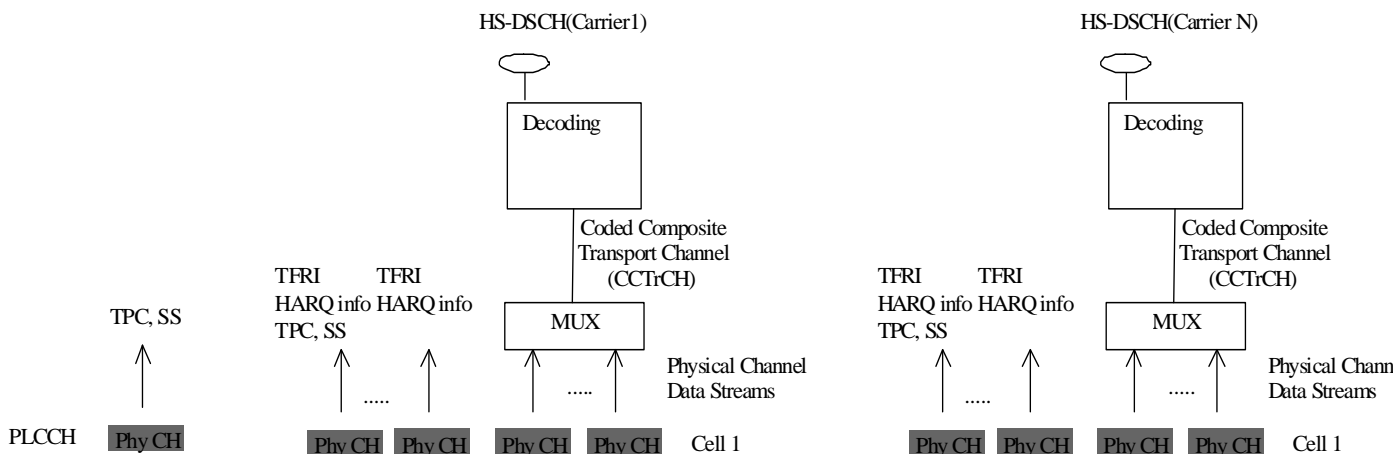 HS-DSCH(Carrier1)
HS-DSCH(Carrier N)
Decoding
Decoding
Coded Composite
Transport Channel
(CCTrCH)
Coded Composite
Transport Channel
(CCTrCH)
TPC, SS
TFRI
HARQ info
TPC, SS
TFRI
HARQ info
MUX
TFRI
HARQ info
TPC, SS
TFRI
HARQ info
MUX
Physical Channel
Data Streams
Physical Chann
Data Streams
.....
.....
.....
.....
PLCCH
Phy CH
Phy CH
Phy CH
Phy CH
Phy CH
Cell 1
Phy CH
Phy CH
Phy CH
Phy CH
Cell 1